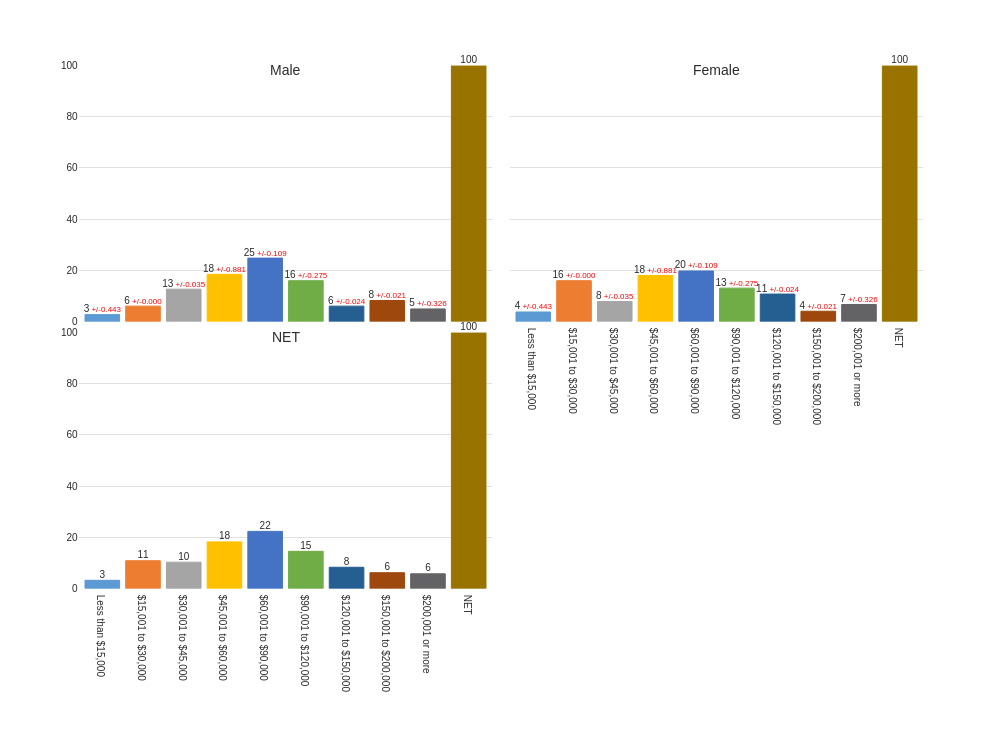 Male
100
80
60
40
20
0
3 +/-0.443
6 +/-0.000
13 +/-0.035
18 +/-0.881
25 +/-0.109
16 +/-0.275
6 +/-0.024
8 +/-0.021
5 +/-0.326
100
Female
4 +/-0.443
16 +/-0.000
8 +/-0.035
18 +/-0.881
20 +/-0.109
13 +/-0.275
11 +/-0.024
4 +/-0.021
7 +/-0.326
100
Less than $15,000
$15,001 to $30,000
$30,001 to $45,000
$45,001 to $60,000
$60,001 to $90,000
$90,001 to $120,000
$120,001 to $150,000
$150,001 to $200,000
$200,001 or more
NET
NET
100
80
60
40
20
0
3
11
10
18
22
15
8
6
6
100
Less than $15,000
$15,001 to $30,000
$30,001 to $45,000
$45,001 to $60,000
$60,001 to $90,000
$90,001 to $120,000
$120,001 to $150,000
$150,001 to $200,000
$200,001 or more
NET